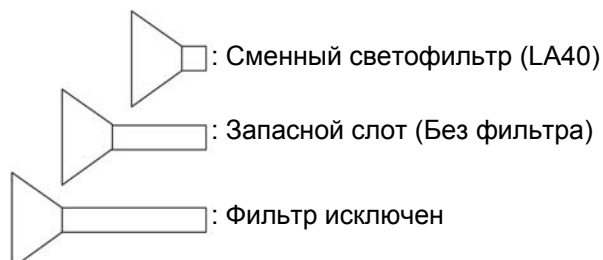 : Сменный светофильтр (LA40)
: Запасной слот (Без фильтра)
: Фильтр исключен